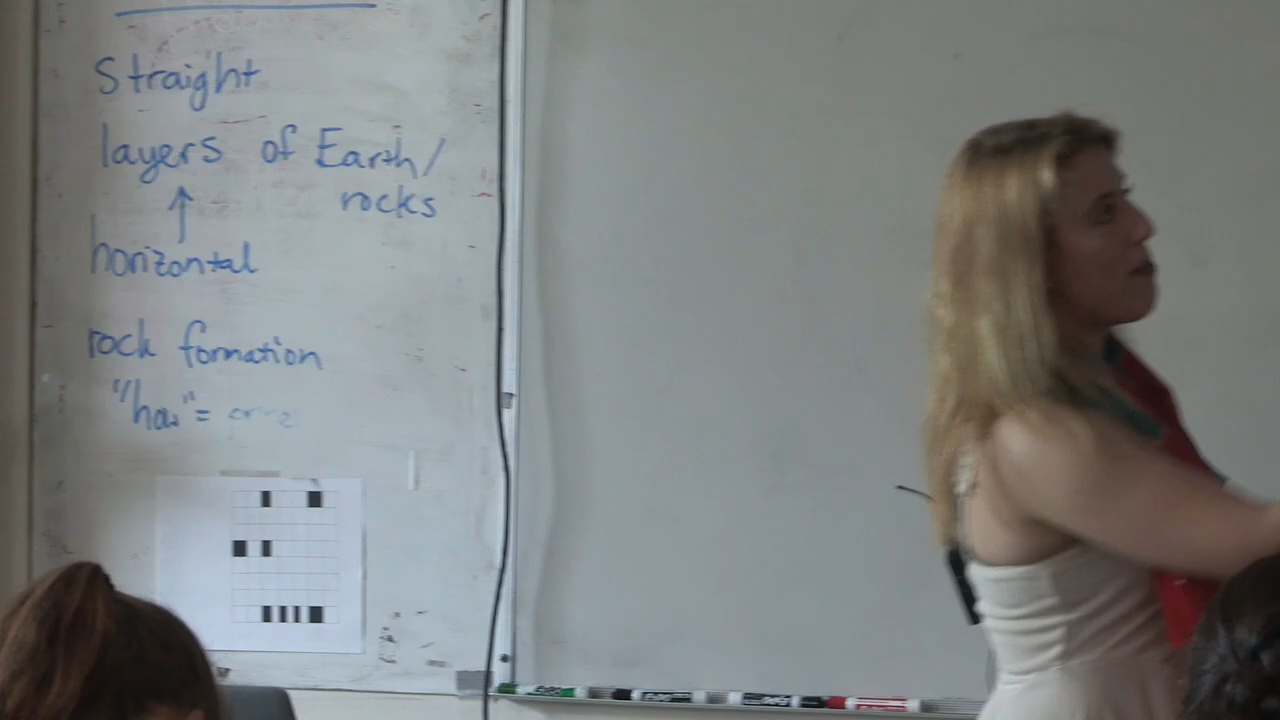 Straight
layers of Earth/
rocks
↑
horizontal
rock formation
"how" =